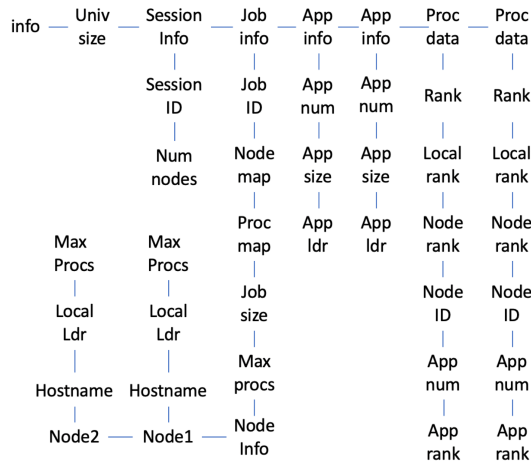 info
Univ
size
Session
Info
Job
info
App
info
App
info
Proc
data
Proc
data
Session
ID
Job
ID
App
num
App
num
Rank
Rank
Num
nodes
Node
map
App
size
App
size
Local
rank
Local
rank
Max
Procs
Max
Procs
Proc
map
App
ldr
App
ldr
Node
rank
Node
rank
Local
Ldr
Local
Ldr
Job
size
Node
ID
Node
ID
Hostname
Hostname
Max
procs
App
num
App
num
Node2
Node1
Node
Info
App
rank
App
rank